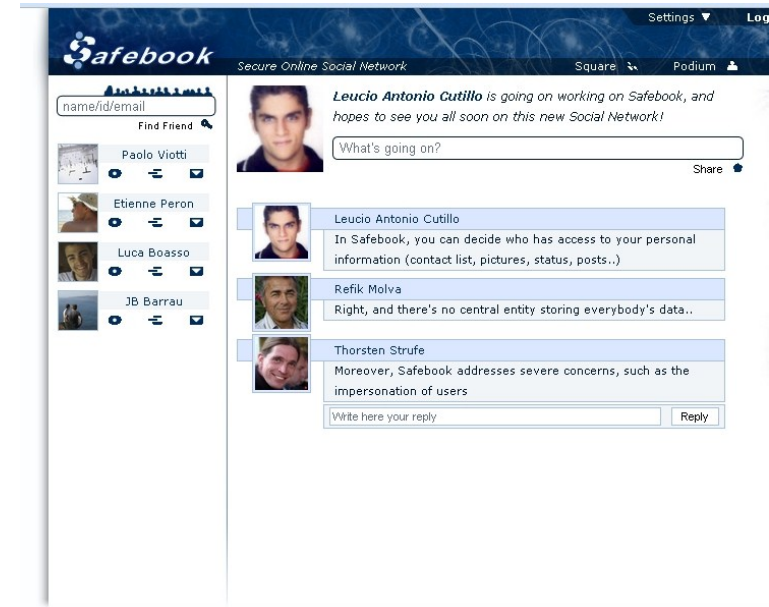 Settings ▼ Log
Safebook
Secure Online Social Network
Square
Podium
name/id/email
Find Friend
Paolo Viotti
Etienne Peron
Luca Boasso
JB Barrau
Leucio Antonio Cutillo is going on working on Safebook, and
hopes to see you all soon on this new Social Network!
What's going on?
Share
Leucio Antonio Cutillo
In Safebook, you can decide who has access to your personal
information (contact list, pictures, status, posts..)
Refik Molva
Right, and there's no central entity storing everybody's data..
Thorsten Strufe
Moreover, Safebook addresses severe concerns, such as the
impersonation of users
Write here your reply
Reply